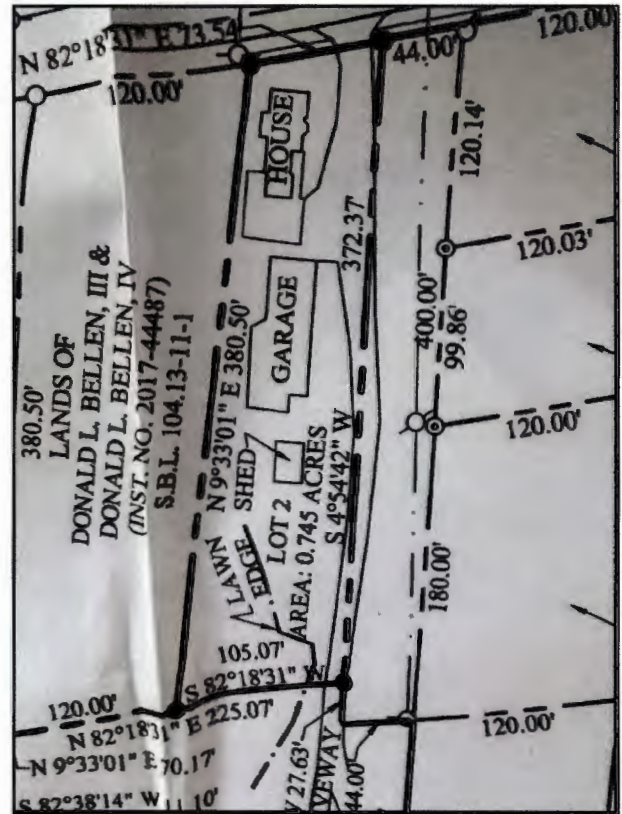 N 82°18'31" E 73.54
120.00'
44.00'
120.00'
HOUSE
120.14'
372.37'
120.03'
380.50'
LANDS OF
DONALD L. BELLEN, III &
DONALD L. BELLEN, IV
(INST. NO. 2017-44487)
S.B.L. 104.13-11-1
N 9°33'01" E 380.50'
GARAGE
400.00'
99.86'
SHED
LOT 2
AREA: 0.745 ACRES
S 4°54'42" W
120.00'
LAWN
EDGE
180.00'
105.07'
S 82°18'31" W
120.00'
N 82°18'31" E 225.07'
N 9°33'01" E 70.17'
27.63'
VEWAY
44.00'
120.00'
S 82°38'14" W 11.10'